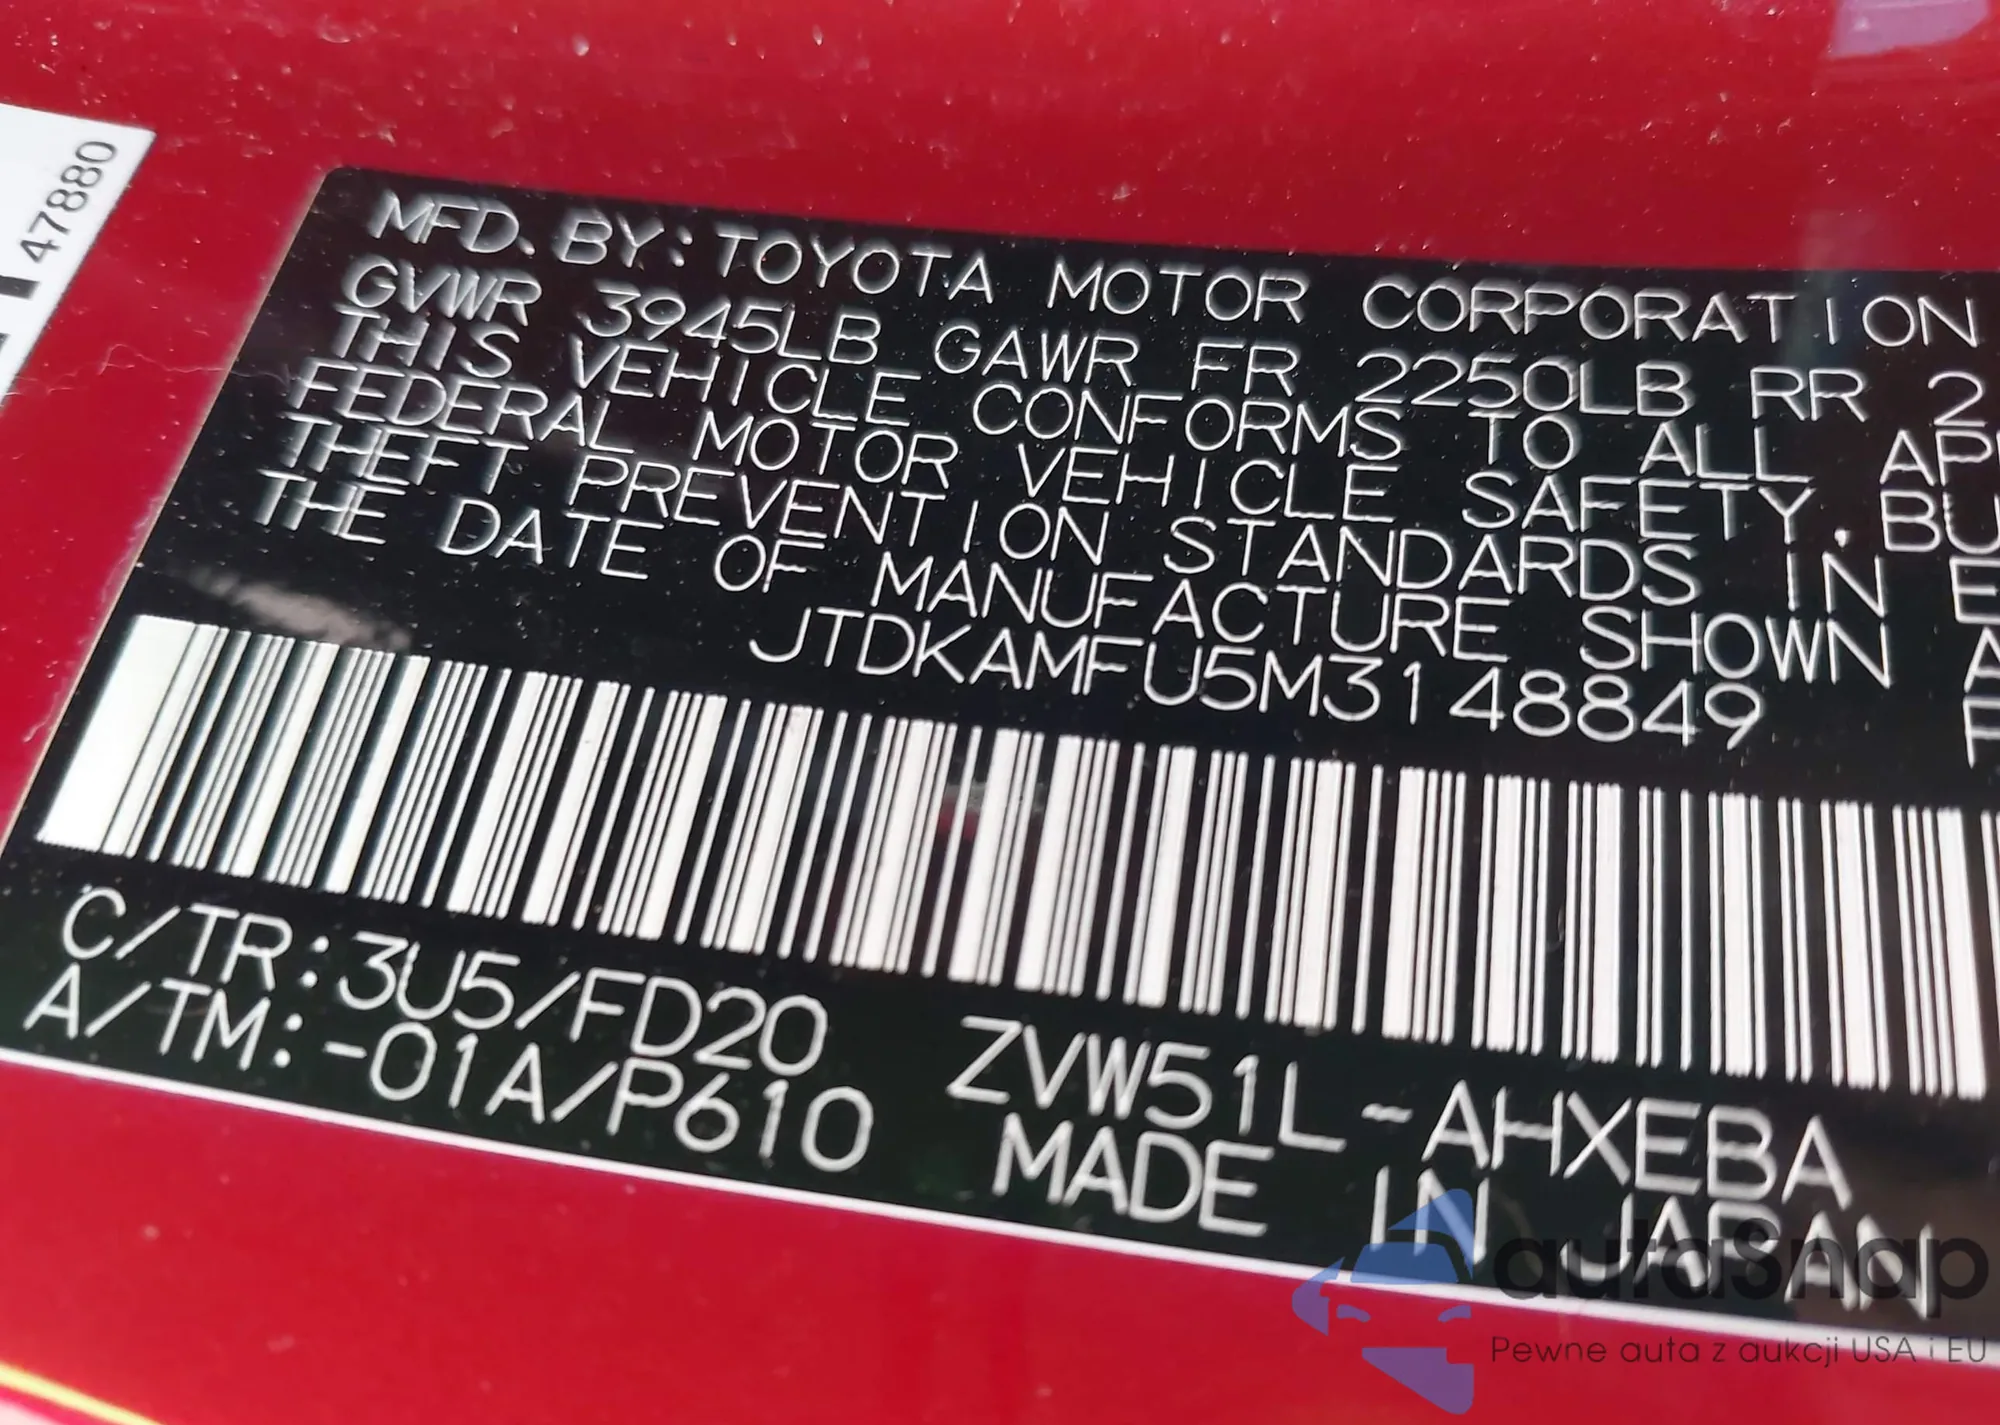 47880
MFD. BY: TOYOTA MOTOR CORPORATION
GVWR 3945LB GAWR FR 2250LB RR 2
THIS VEHICLE CONFORMS TO ALL AP
FEDERAL MOTOR VEHICLE SAFETY, BU
THEFT PREVENTION STANDARDS IN E
THE DATE OF MANUFACTURE SHOWN A
JTDKAMFU5M3148849 P
C/TR: 3U5/FD20 ZVW51L-AHXEBA
A/TM: -01A/P610 MADE IN JAPAN
autaSnap
Pewne auta z aukcji USA i EU